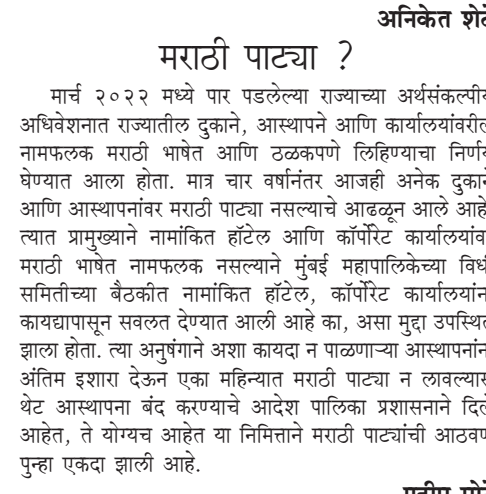 अनिकेत शेटे
मराठी पाट्या ?
मार्च २०२२ मध्ये पार पडलेल्या राज्याच्या अर्थसंकल्पीय
अधिवेशनात राज्यातील दुकाने, आस्थापने आणि कार्यालयांवरील
नामफलक मराठी भाषेत आणि ठळकपणे लिहिण्याचा निर्णय
घेण्यात आला होता. मात्र चार वर्षानंतर आजही अनेक दुकाने
आणि आस्थापनांवर मराठी पाट्या नसल्याचे आढळून आले आहे
त्यात प्रामुख्याने नामांकित हॉटेल आणि कॉर्पोरेट कार्यालयांव
मराठी भाषेत नामफलक नसल्याने मुंबई महापालिकेच्या विधी
समितीच्या बैठकीत नामांकित हॉटेल, कॉर्पोरेट कार्यालयांन
कायद्यापासून सवलत देण्यात आली आहे का, असा मुद्दा उपस्थित
झाला होता. त्या अनुषंगाने अशा कायदा न पाळणाऱ्या आस्थापनांन
अंतिम इशारा देऊन एका महिन्यात मराठी पाट्या न लावल्यास
थेट आस्थापना बंद करण्याचे आदेश पालिका प्रशासनाने दिले
आहेत, ते योग्यच आहेत या निमित्ताने मराठी पाट्यांची आठवण
पुन्हा एकदा झाली आहे.